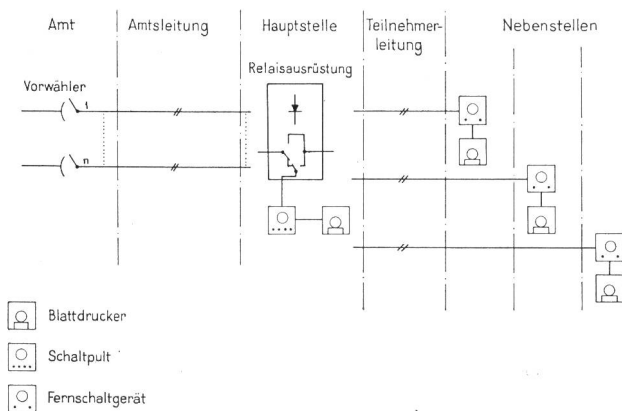 Amt
Amtsleitung
Hauptstelle
Teilnehmer-
leitung
Nebenstellen
Relaisausrüstung
Vorwähler
1
n
Blattdrucker
Schaltpult
Fernschaltgerät